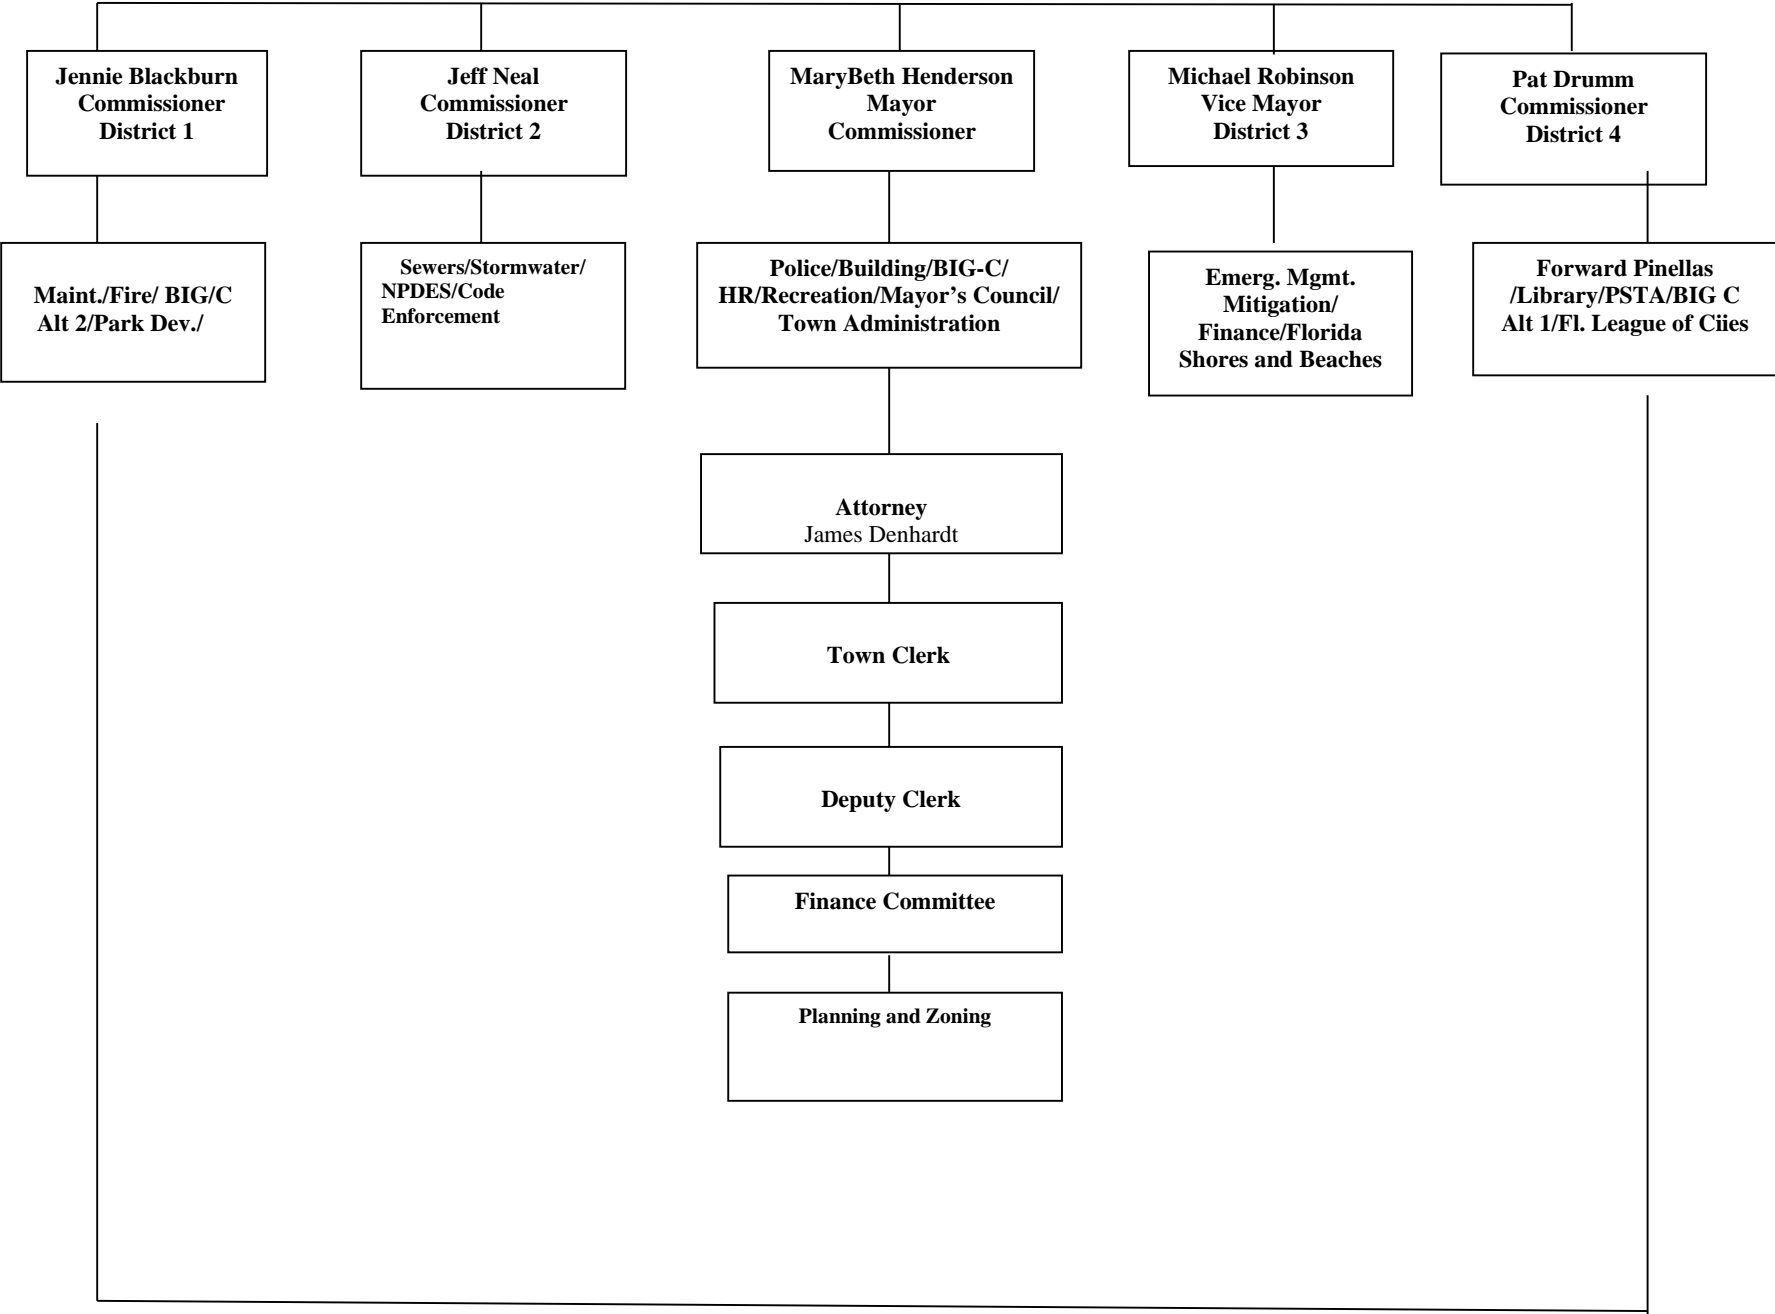 Jennie Blackburn
Commissioner
District 1
Jeff Neal
Commissioner
District 2
MaryBeth Henderson
Mayor
Commissioner
Michael Robinson
Vice Mayor
District 3
Pat Drumm
Commissioner
District 4
Maint./Fire/ BIG/C
Alt 2/Park Dev./
Sewers/Stormwater/
NPDES/Code
Enforcement
Police/Building/BIG-C/
HR/Recreation/Mayor’s Council/
Town Administration
Emerg. Mgmt.
Mitigation/
Finance/Florida
Shores and Beaches
Forward Pinellas
/Library/PSTA/BIG C
Alt 1/Fl. League of Ciies
Attorney
James Denhardt
Town Clerk
Deputy Clerk
Finance Committee
Planning and Zoning